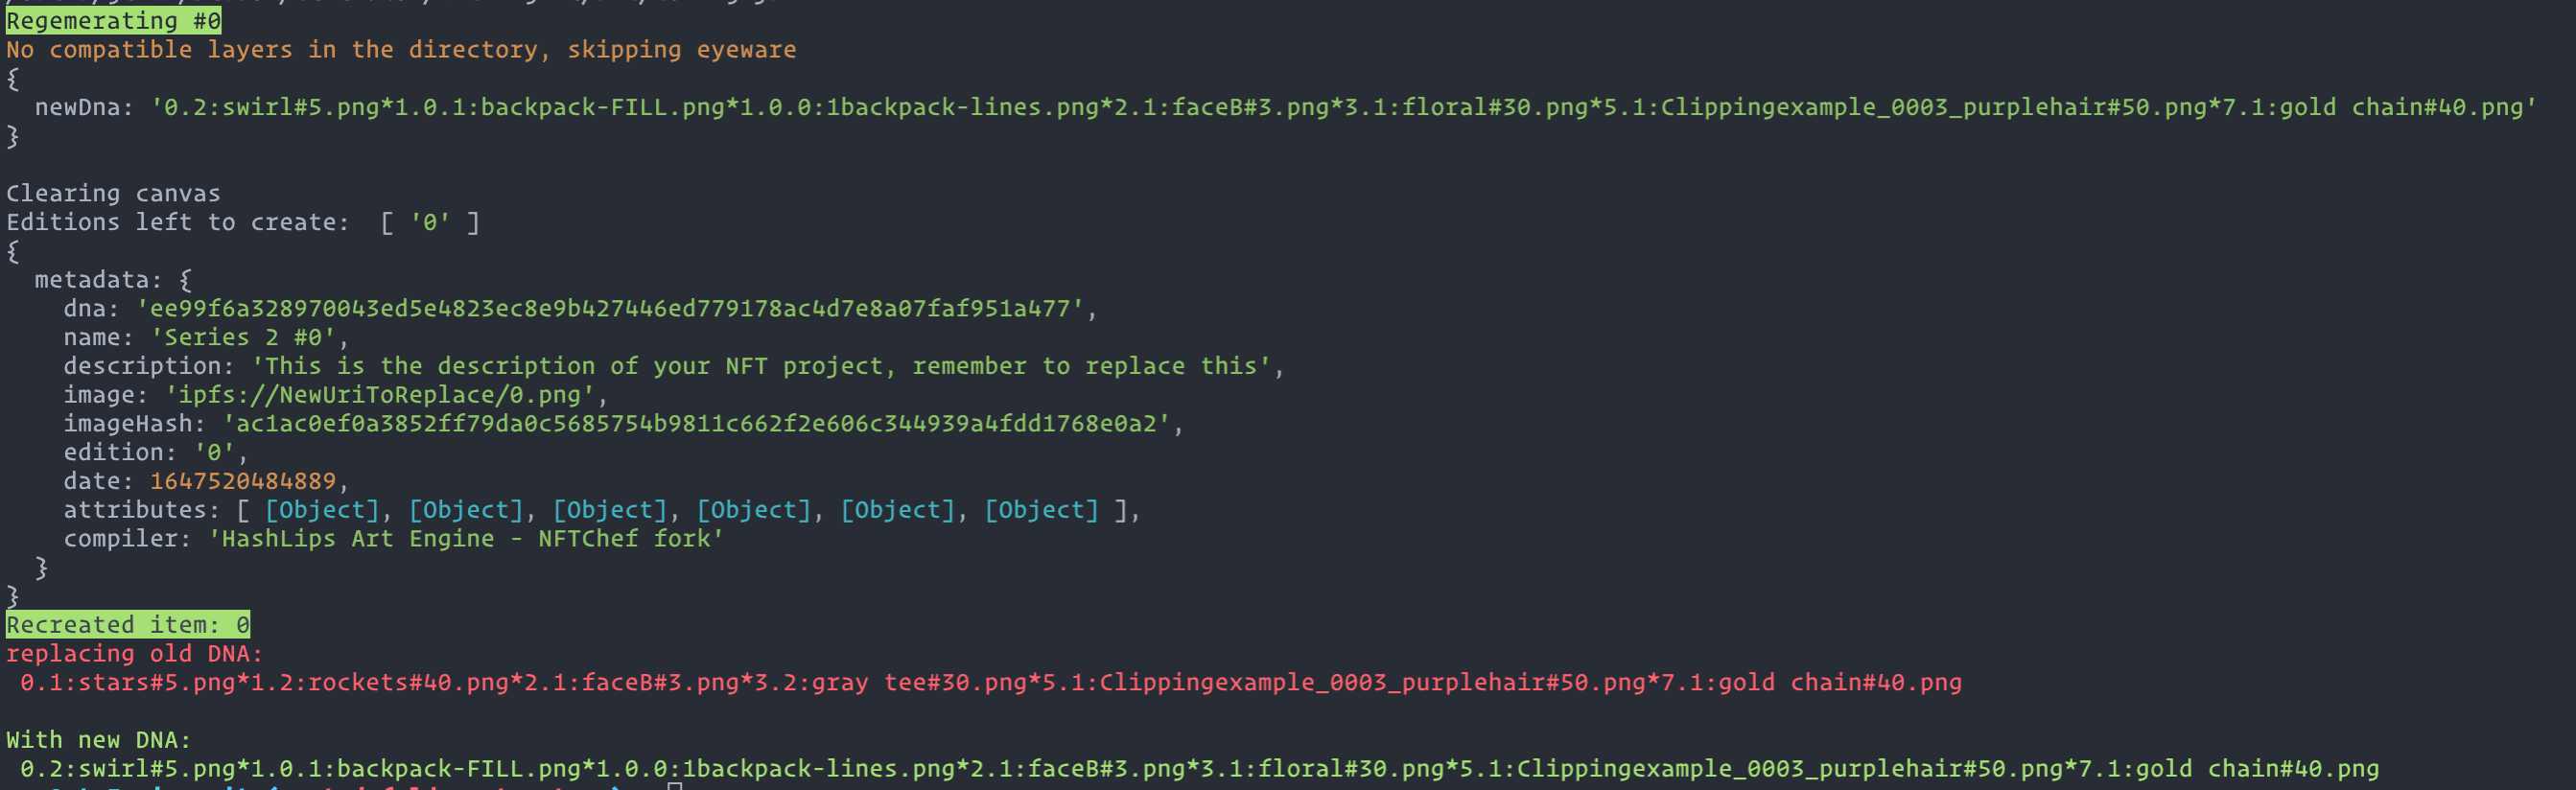 Regemerating #0
No compatible layers in the directory, skipping eyeware
{
  newDna: '0.2:swirl#5.png*1.0.1:backpack-FILL.png*1.0.0:1backpack-lines.png*2.1:faceB#3.png*3.1:floral#30.png*5.1:Clippingexample_0003_purplehair#50.png*7.1:gold chain#40.png'
}
Clearing canvas
Editions left to create:  [ '0' ]
{
  metadata: {
    dna: 'ee99f6a328970043ed5e4823ec8e9b427446ed779178ac4d7e8a07faf951a477',
    name: 'Series 2 #0',
    description: 'This is the description of your NFT project, remember to replace this',
    image: 'ipfs://NewUriToReplace/0.png',
    imageHash: 'ac1ac0ef0a3852ff79da0c5685754b9811c662f2e606c344939a4fdd1768e0a2',
    edition: '0',
    date: 1647520484889,
    attributes: [ [Object], [Object], [Object], [Object], [Object], [Object] ],
    compiler: 'HashLips Art Engine - NFTChef fork'
  }
}
Recreated item: 0
replacing old DNA:
 0.1:stars#5.png*1.2:rockets#40.png*2.1:faceB#3.png*3.2:gray tee#30.png*5.1:Clippingexample_0003_purplehair#50.png*7.1:gold chain#40.png
With new DNA:
 0.2:swirl#5.png*1.0.1:backpack-FILL.png*1.0.0:1backpack-lines.png*2.1:faceB#3.png*3.1:floral#30.png*5.1:Clippingexample_0003_purplehair#50.png*7.1:gold chain#40.png